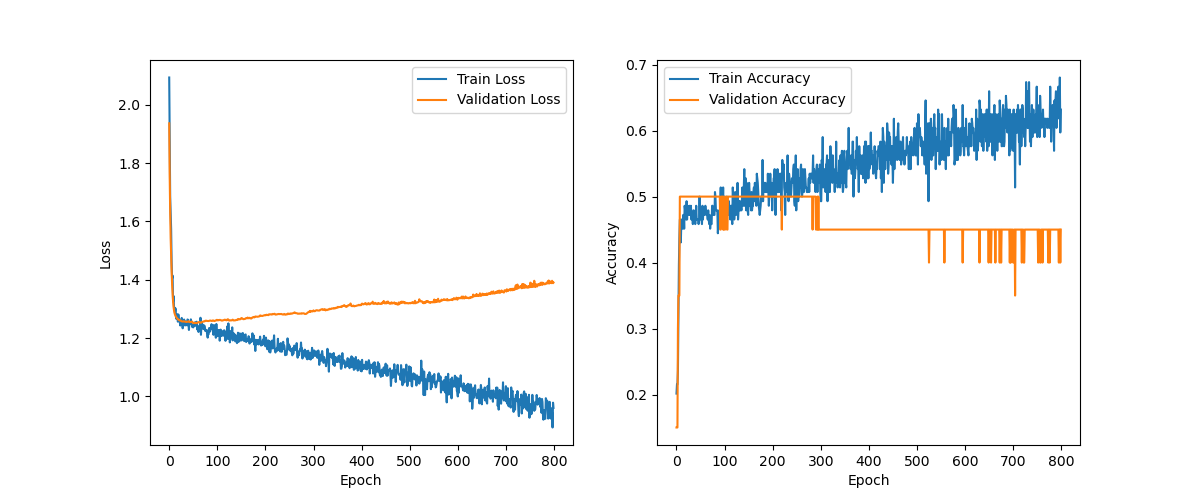 Train Loss
Validation Loss
Loss
2.0
1.8
1.6
1.4
1.2
1.0
0 100 200 300 400 500 600 700 800
Epoch
Train Accuracy
Validation Accuracy
Accuracy
0.7
0.6
0.5
0.4
0.3
0.2
0 100 200 300 400 500 600 700 800
Epoch